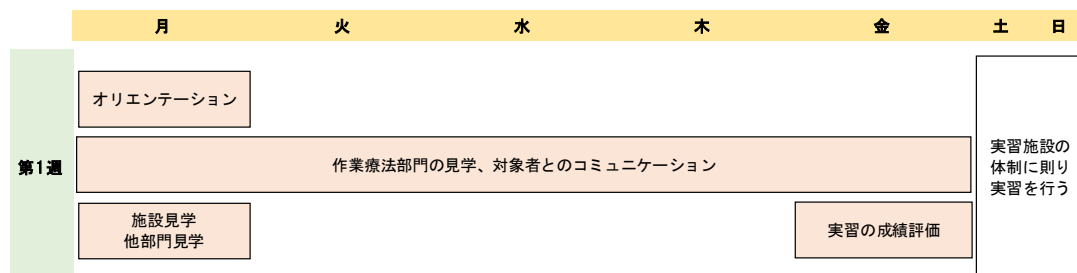 月 火 水 木 金 土 日
第1週
オリエンテーション
作業療法部門の見学、対象者とのコミュニケーション
施設見学
他部門見学
実習の成績評価
実習施設の
体制に則り
実習を行う